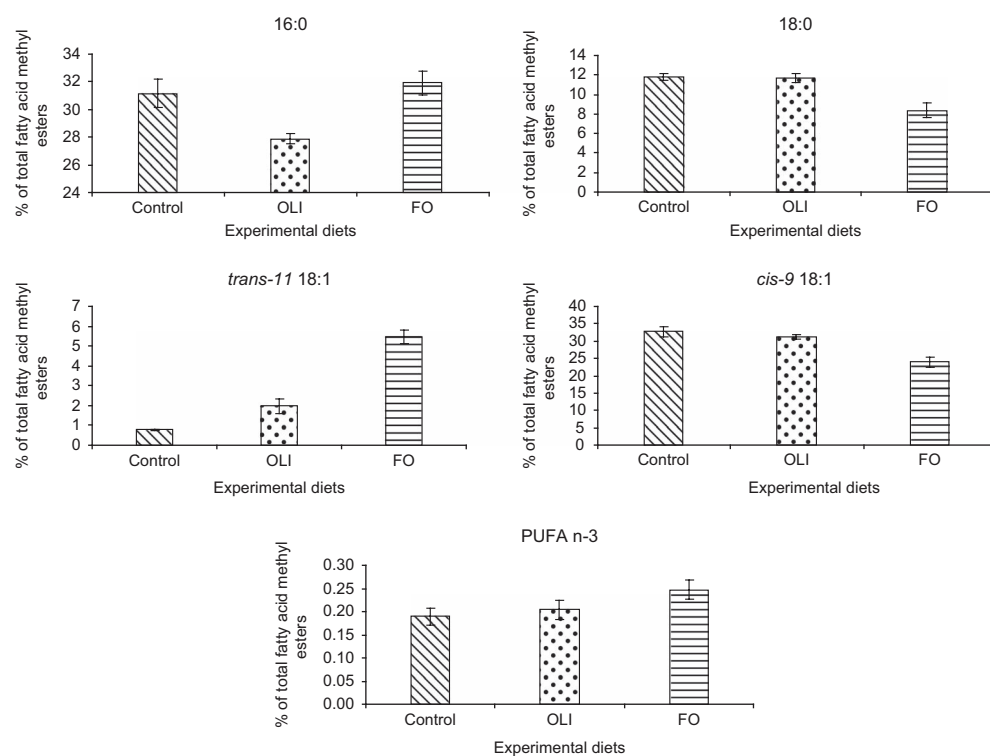 16:0
% of total fatty acid methyl
esters
34
32
30
28
26
24
Control
OLI
FO
Experimental diets
18:0
% of total fatty acid methyl
esters
14
12
10
8
6
4
2
0
Control
OLI
FO
Experimental diets
trans-11 18:1
% of total fatty acid methyl
esters
7
6
5
4
3
2
1
0
Control
OLI
FO
Experimental diets
cis-9 18:1
% of total fatty acid methyl
esters
40
35
30
25
20
15
10
5
0
Control
OLI
FO
Experimental diets
PUFA n-3
% of total fatty acid methyl
esters
0.30
0.25
0.20
0.15
0.10
0.05
0.00
Control
OLI
FO
Experimental diets